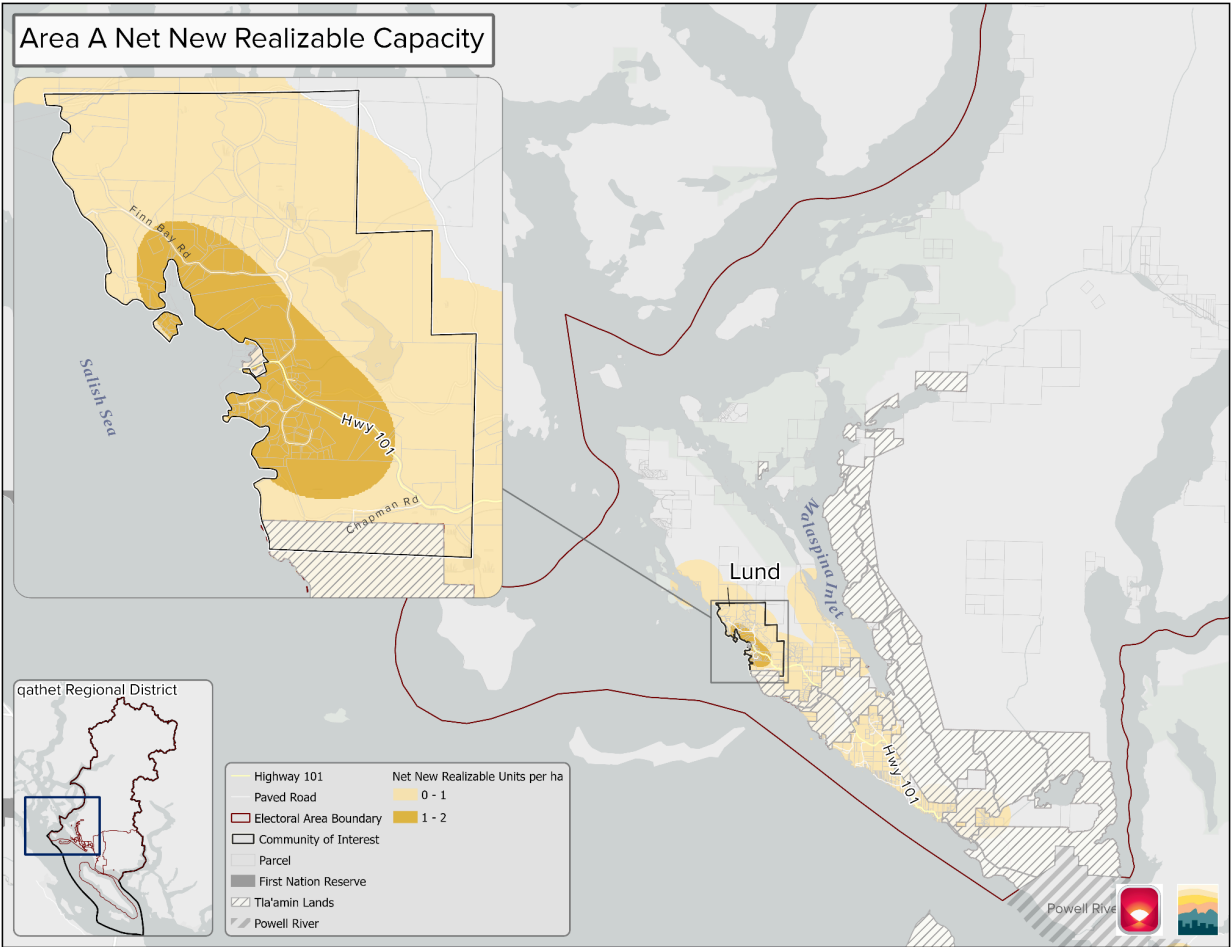 Area A Net New Realizable Capacity
Finn Bay Rd
Salish Sea
Hwy 101
Chapman Rd
Malaspina Inlet
Lund
Hwy 101
qathet Regional District
Highway 101
Paved Road
Electoral Area Boundary
Community of Interest
Parcel
First Nation Reserve
Tla'amin Lands
Powell River
Net New Realizable Units per ha
0 - 1
1 - 2
Powell Rive